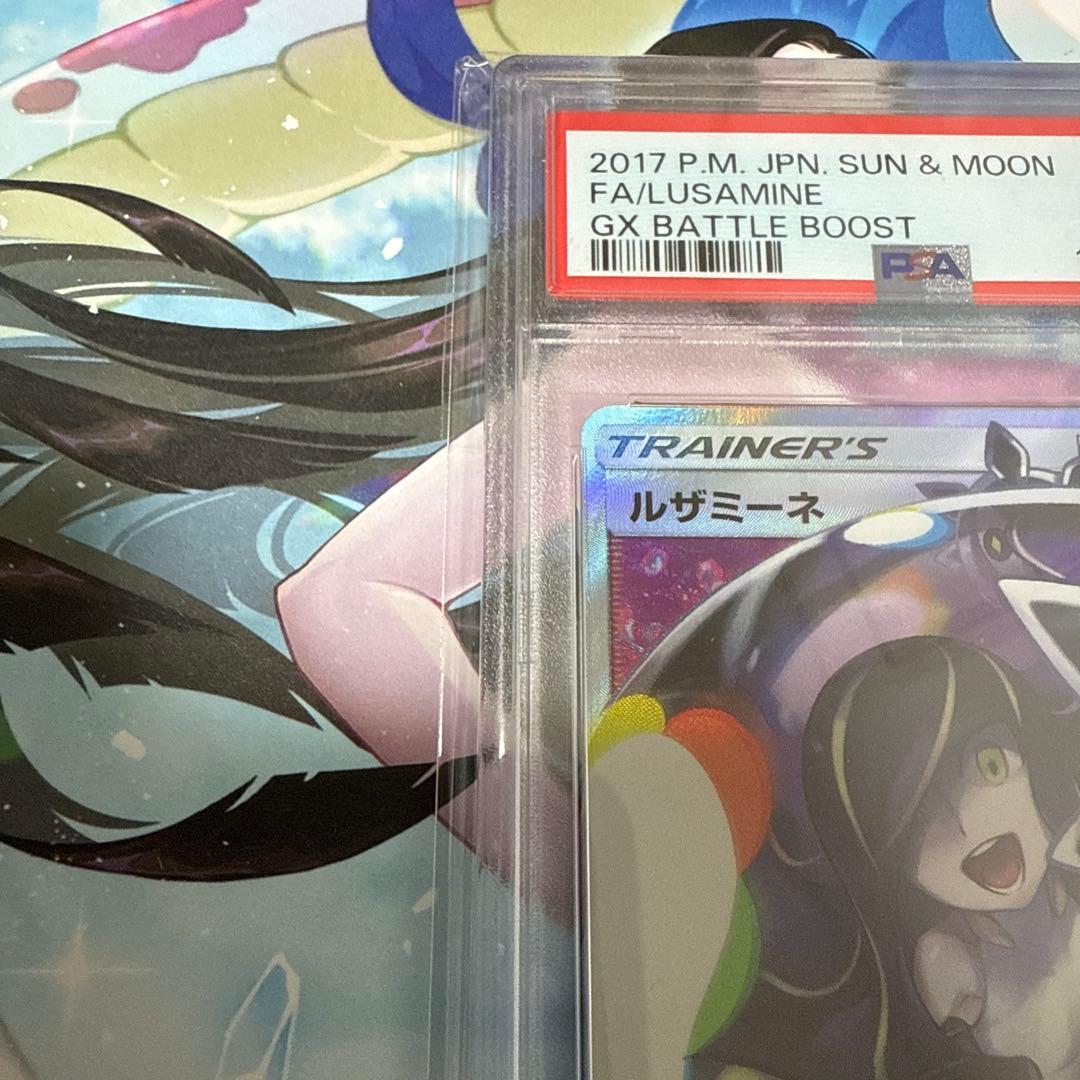 2017 P.M. JPN. SUN & MOON
FA/LUSAMINE
GX BATTLE BOOST
PSA
TRAINER'S
ルザミーネ